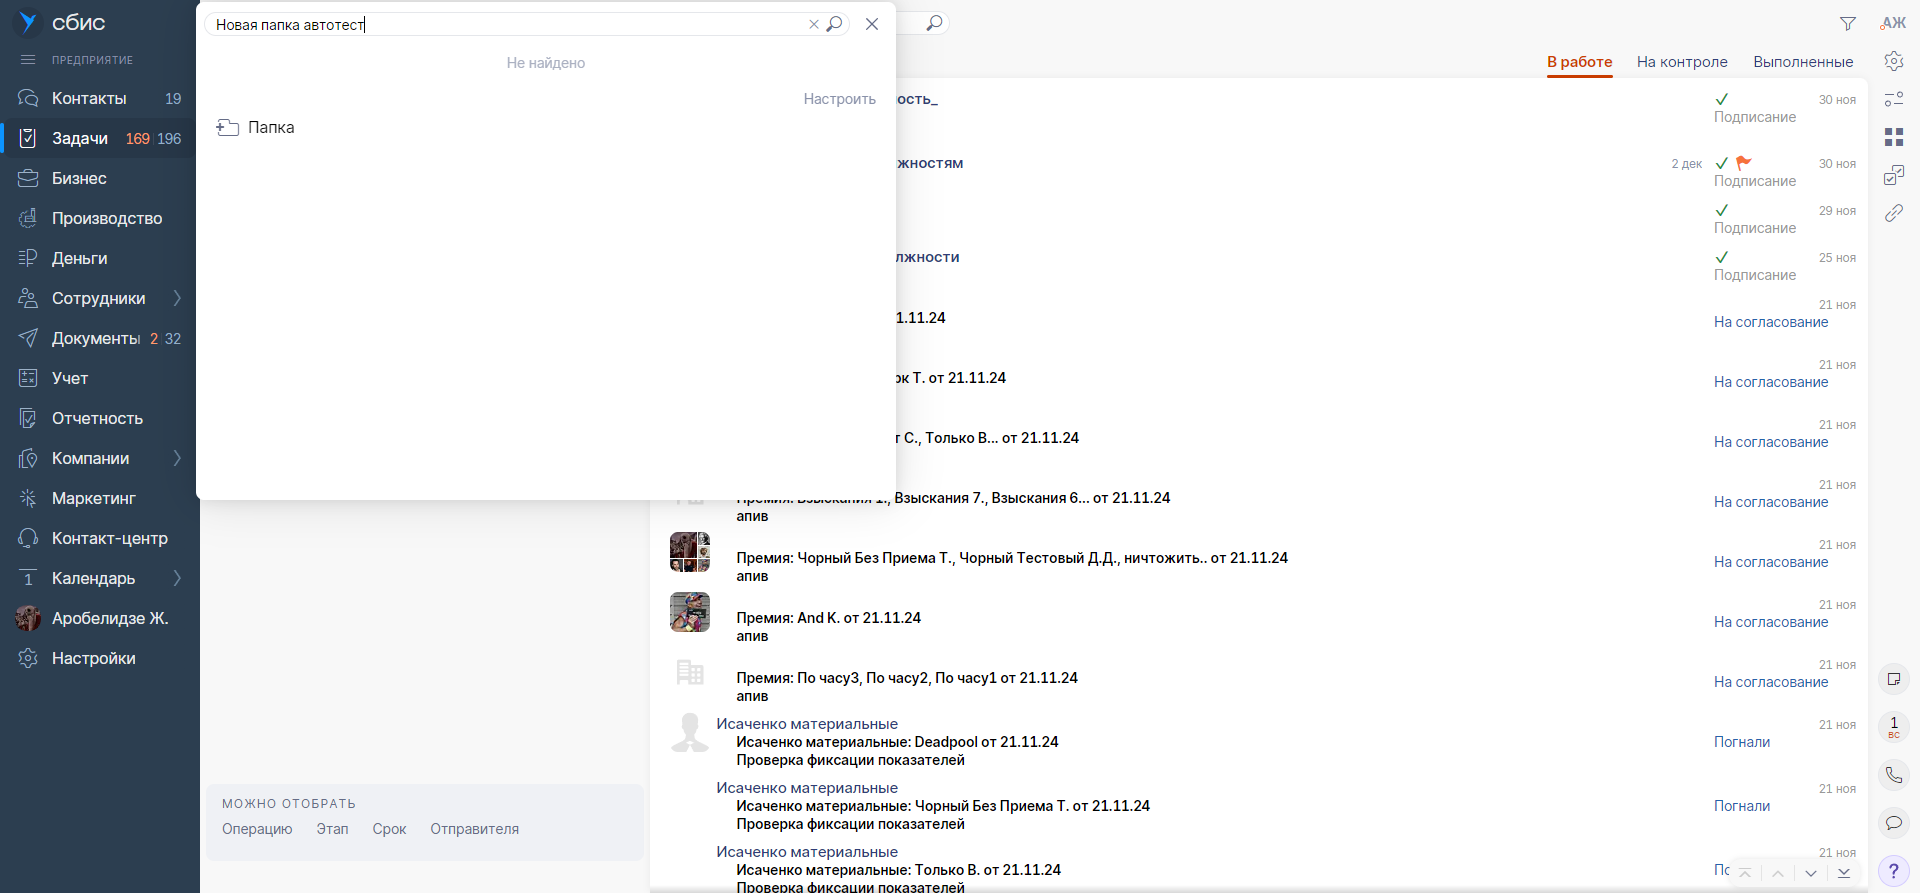 сбис
ПРЕДПРИЯТИЕ
Контакты 19
Задачи 169 196
Бизнес
Производство
Деньги
Сотрудники
Документы 2 32
Учет
Отчетность
Компании
Маркетинг
Контакт-центр
1 Календарь
Аробелидзе Ж.
Настройки
Новая папка автотест
Не найдено
Настроить
Папка
МОЖНО ОТОБРАТЬ
Операцию Этап Срок Отправителя
В работе На контроле Выполненные
ость_ 30 ноя
Подписание
жностям 2 дек 30 ноя
Подписание
29 ноя
Подписание
лжности 25 ноя
Подписание
21 ноя
1.11.24 На согласование
21 ноя
рк Т. от 21.11.24 На согласование
21 ноя
т С., Только В... от 21.11.24 На согласование
21 ноя
Премия: Взыскания 1., Взыскания 7., Взыскания 6... от 21.11.24 На согласование
апив
21 ноя
Премия: Чорный Без Приема Т., Чорный Тестовый Д.Д., ничтожить.. от 21.11.24 На согласование
апив
21 ноя
Премия: And K. от 21.11.24 На согласование
апив
21 ноя
Премия: По часу3, По часу2, По часу1 от 21.11.24 На согласование
апив
Исаченко материальные 21 ноя
Исаченко материальные: Deadpool от 21.11.24 Погнали
Проверка фиксации показателей
Исаченко материальные 21 ноя
Исаченко материальные: Чорный Без Приема Т. от 21.11.24 Погнали
Проверка фиксации показателей
Исаченко материальные 21 ноя
Исаченко материальные: Только В. от 21.11.24 Пс
Проверка фиксации показателей
АЖ
1
ВС
?